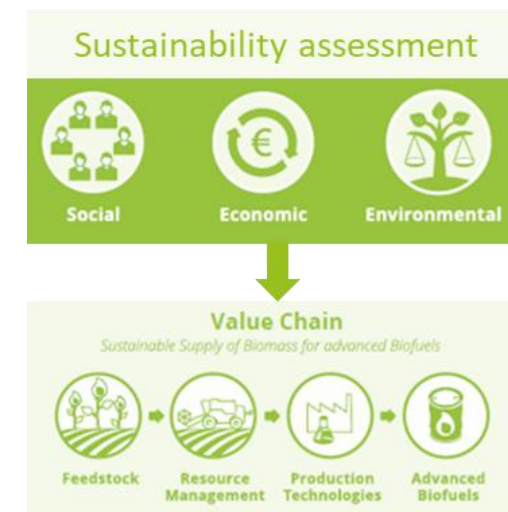 Sustainability assessment
€
Social Economic Environmental
Value Chain
Sustainable Supply of Biomass for advanced Biofuels
Feedstock Resource Production Advanced
Management Technologies Biofuels